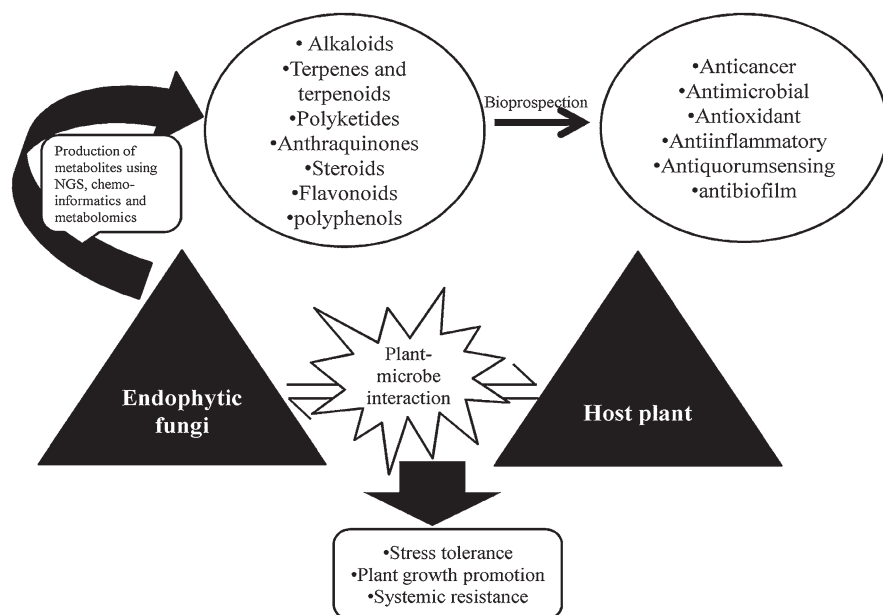 •Alkaloids
•Terpenes and
terpenoids
•Polyketides
•Anthraquinones
•Steroids
•Flavonoids
•polyphenols
Bioprospection
•Anticancer
•Antimicrobial
•Antioxidant
•Antiinflammatory
•Antiquorumsensing
•antibiofilm
Production of
metabolites using
NGS, chemo-
informatics and
metabolomics
Endophytic
fungi
Plant-
microbe
interaction
Host plant
•Stress tolerance
•Plant growth promotion
•Systemic resistance